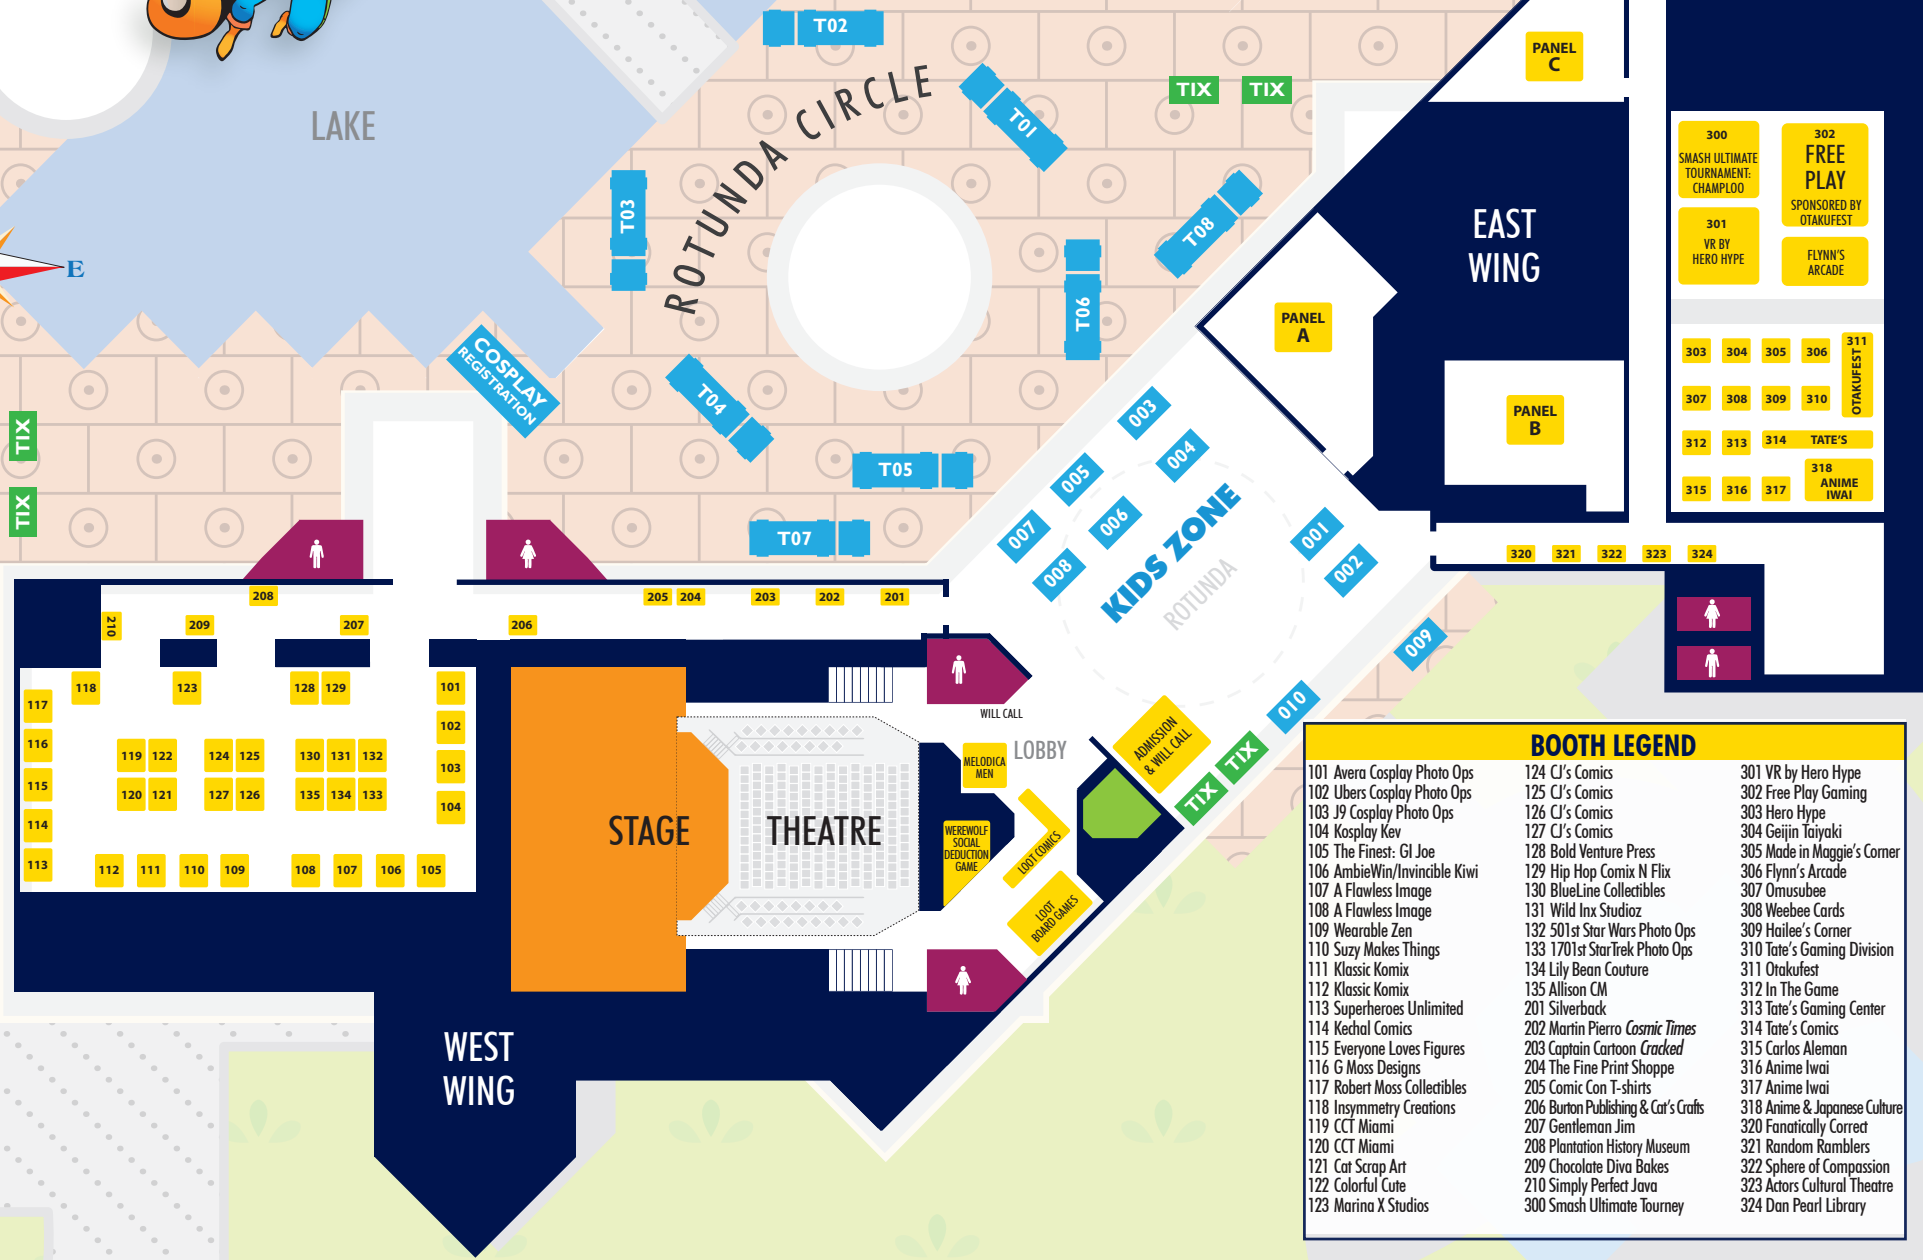 T02
ROTUNDA CIRCLE
T01
TIX
TIX
PANEL
C
LAKE
T03
T08
E
T06
EAST
WING
PANEL
A
PANEL
B
300
SMASH ULTIMATE
TOURNAMENT:
CHAMPLOO
302
FREE
PLAY
SPONSORED BY
OTAKUFEST
301
VR BY
HERO HYPE
FLYNN'S
ARCADE
303
304
305
306
311
OTAKUFEST
307
308
309
310
312
313
314 TATE'S
315
316
317
318
ANIME
IWAI
COSPLAY
REGISTRATION
T04
T05
T07
TIX
TIX
003
004
005
006
007
008
KIDS ZONE
ROTUNDA
001
002
009
010
320
321
322
323
324
208
210
209
207
206
205
204
203
202
201
118
123
128
129
101
117
102
116
119
122
124
125
130
131
132
103
115
120
121
127
126
135
134
133
104
114
113
112
111
110
109
108
107
106
105
STAGE
THEATRE
WILL CALL
LOBBY
MELODICA
MEN
WEREWOLF
SOCIAL
DEDUCTION
GAME
LOOT COMICS
LOOT
BOARD GAMES
ADMISSION
& WILL CALL
TIX
TIX
WEST
WING
BOOTH LEGEND
101 Avera Cosplay Photo Ops
102 Ubers Cosplay Photo Ops
103 J9 Cosplay Photo Ops
104 Kosplay Kev
105 The Finest: GI Joe
106 AmbieWin/Invincible Kiwi
107 A Flawless Image
108 A Flawless Image
109 Wearable Zen
110 Suzy Makes Things
111 Klassic Komix
112 Klassic Komix
113 Superheroes Unlimited
114 Kechal Comics
115 Everyone Loves Figures
116 G Moss Designs
117 Robert Moss Collectibles
118 Insymmetry Creations
119 CCT Miami
120 CCT Miami
121 Cat Scrap Art
122 Colorful Cute
123 Marina X Studios
124 CJ's Comics
125 CJ's Comics
126 CJ's Comics
127 CJ's Comics
128 Bold Venture Press
129 Hip Hop Comix N Flix
130 BlueLine Collectibles
131 Wild Inx Studioz
132 501st Star Wars Photo Ops
133 1701st StarTrek Photo Ops
134 Lily Bean Couture
135 Allison CM
201 Silverback
202 Martin Pierro Cosmic Times
203 Captain Cartoon Cracked
204 The Fine Print Shoppe
205 Comic Con T-shirts
206 Burton Publishing & Cat's Crafts
207 Gentleman Jim
208 Plantation History Museum
209 Chocolate Diva Bakes
210 Simply Perfect Java
300 Smash Ultimate Tourney
301 VR by Hero Hype
302 Free Play Gaming
303 Hero Hype
304 Geijin Taiyaki
305 Made in Maggie's Corner
306 Flynn's Arcade
307 Omusubee
308 Weebee Cards
309 Hailee's Corner
310 Tate's Gaming Division
311 Otakufest
312 In The Game
313 Tate's Gaming Center
314 Tate's Comics
315 Carlos Aleman
316 Anime Iwai
317 Anime Iwai
318 Anime & Japanese Culture
320 Fanatically Correct
321 Random Ramblers
322 Sphere of Compassion
323 Actors Cultural Theatre
324 Dan Pearl Library